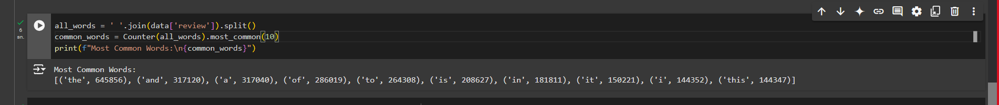 all_words = ' '.join(data['review']).split()
6
sn.
common_words = Counter(all_words).most_common(10)
print(f"Most Common Words:\n{common_words}")
Most Common Words:
[('the', 645856), ('and', 317120), ('a', 317040), ('of', 286019), ('to', 264308), ('is', 208627), ('in', 181811), ('it', 150221), ('i', 144352), ('this', 144347)]